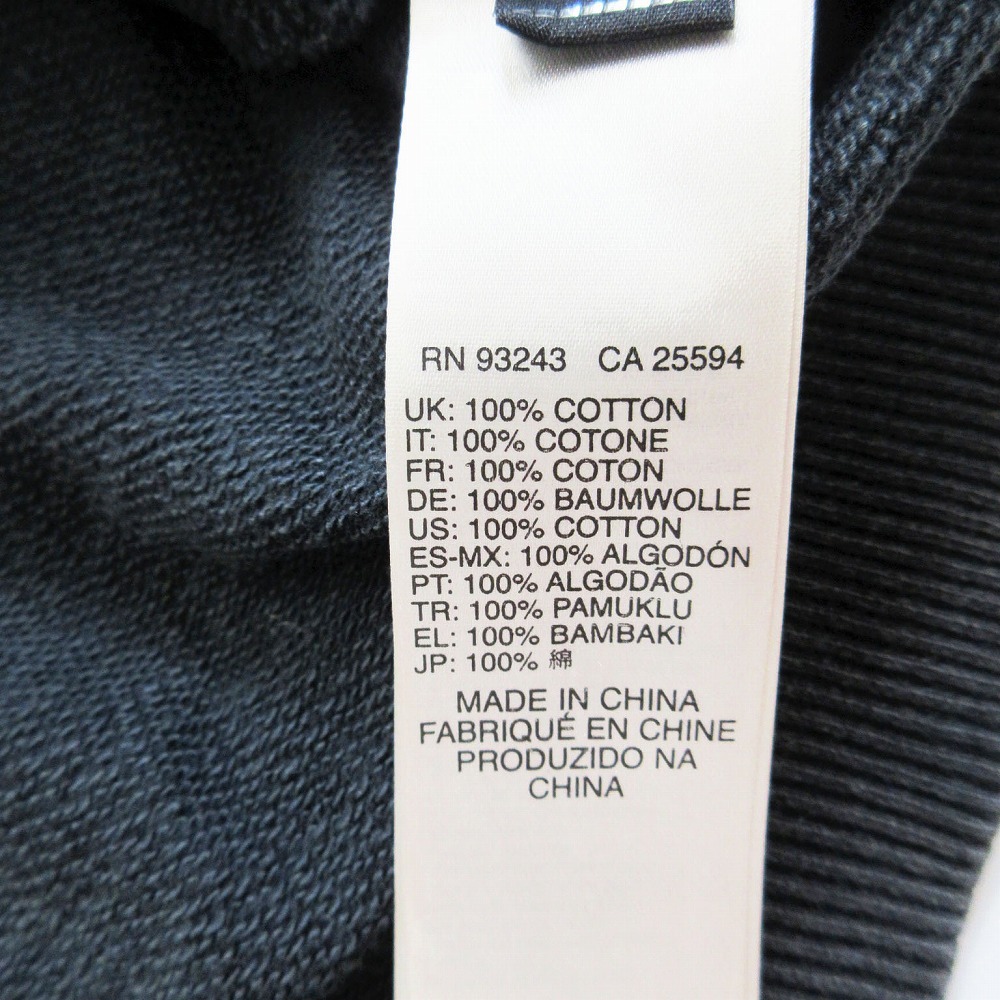 RN 93243 CA 25594
UK: 100% COTTON
IT: 100% COTONE
FR: 100% COTON
DE: 100% BAUMWOLLE
US: 100% COTTON
ES-MX: 100% ALGODÓN
PT: 100% ALGODÃO
TR: 100% PAMUKLU
EL: 100% BAMBAKI
JP: 100% 綿
MADE IN CHINA
FABRIQUÉ EN CHINE
PRODUZIDO NA
CHINA